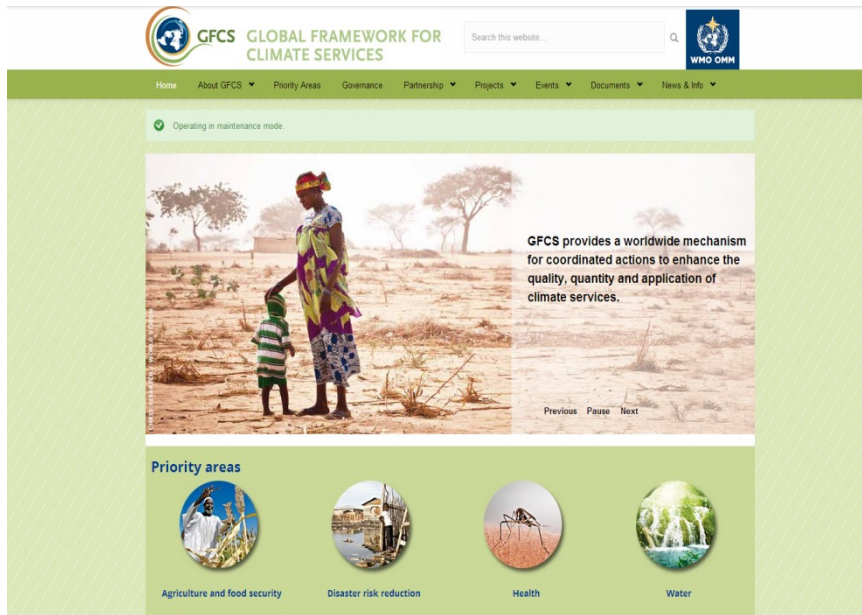 GFCS GLOBAL FRAMEWORK FOR
CLIMATE SERVICES
Search this website...
WMO OMM
Home About GFCS Priority Areas Governance Partnership Projects Events Documents News & Info
Operating in maintenance mode.
GFCS provides a worldwide mechanism
for coordinated actions to enhance the
quality, quantity and application of
climate services.
Previous Pause Next
Priority areas
Agriculture and food security Disaster risk reduction Health Water